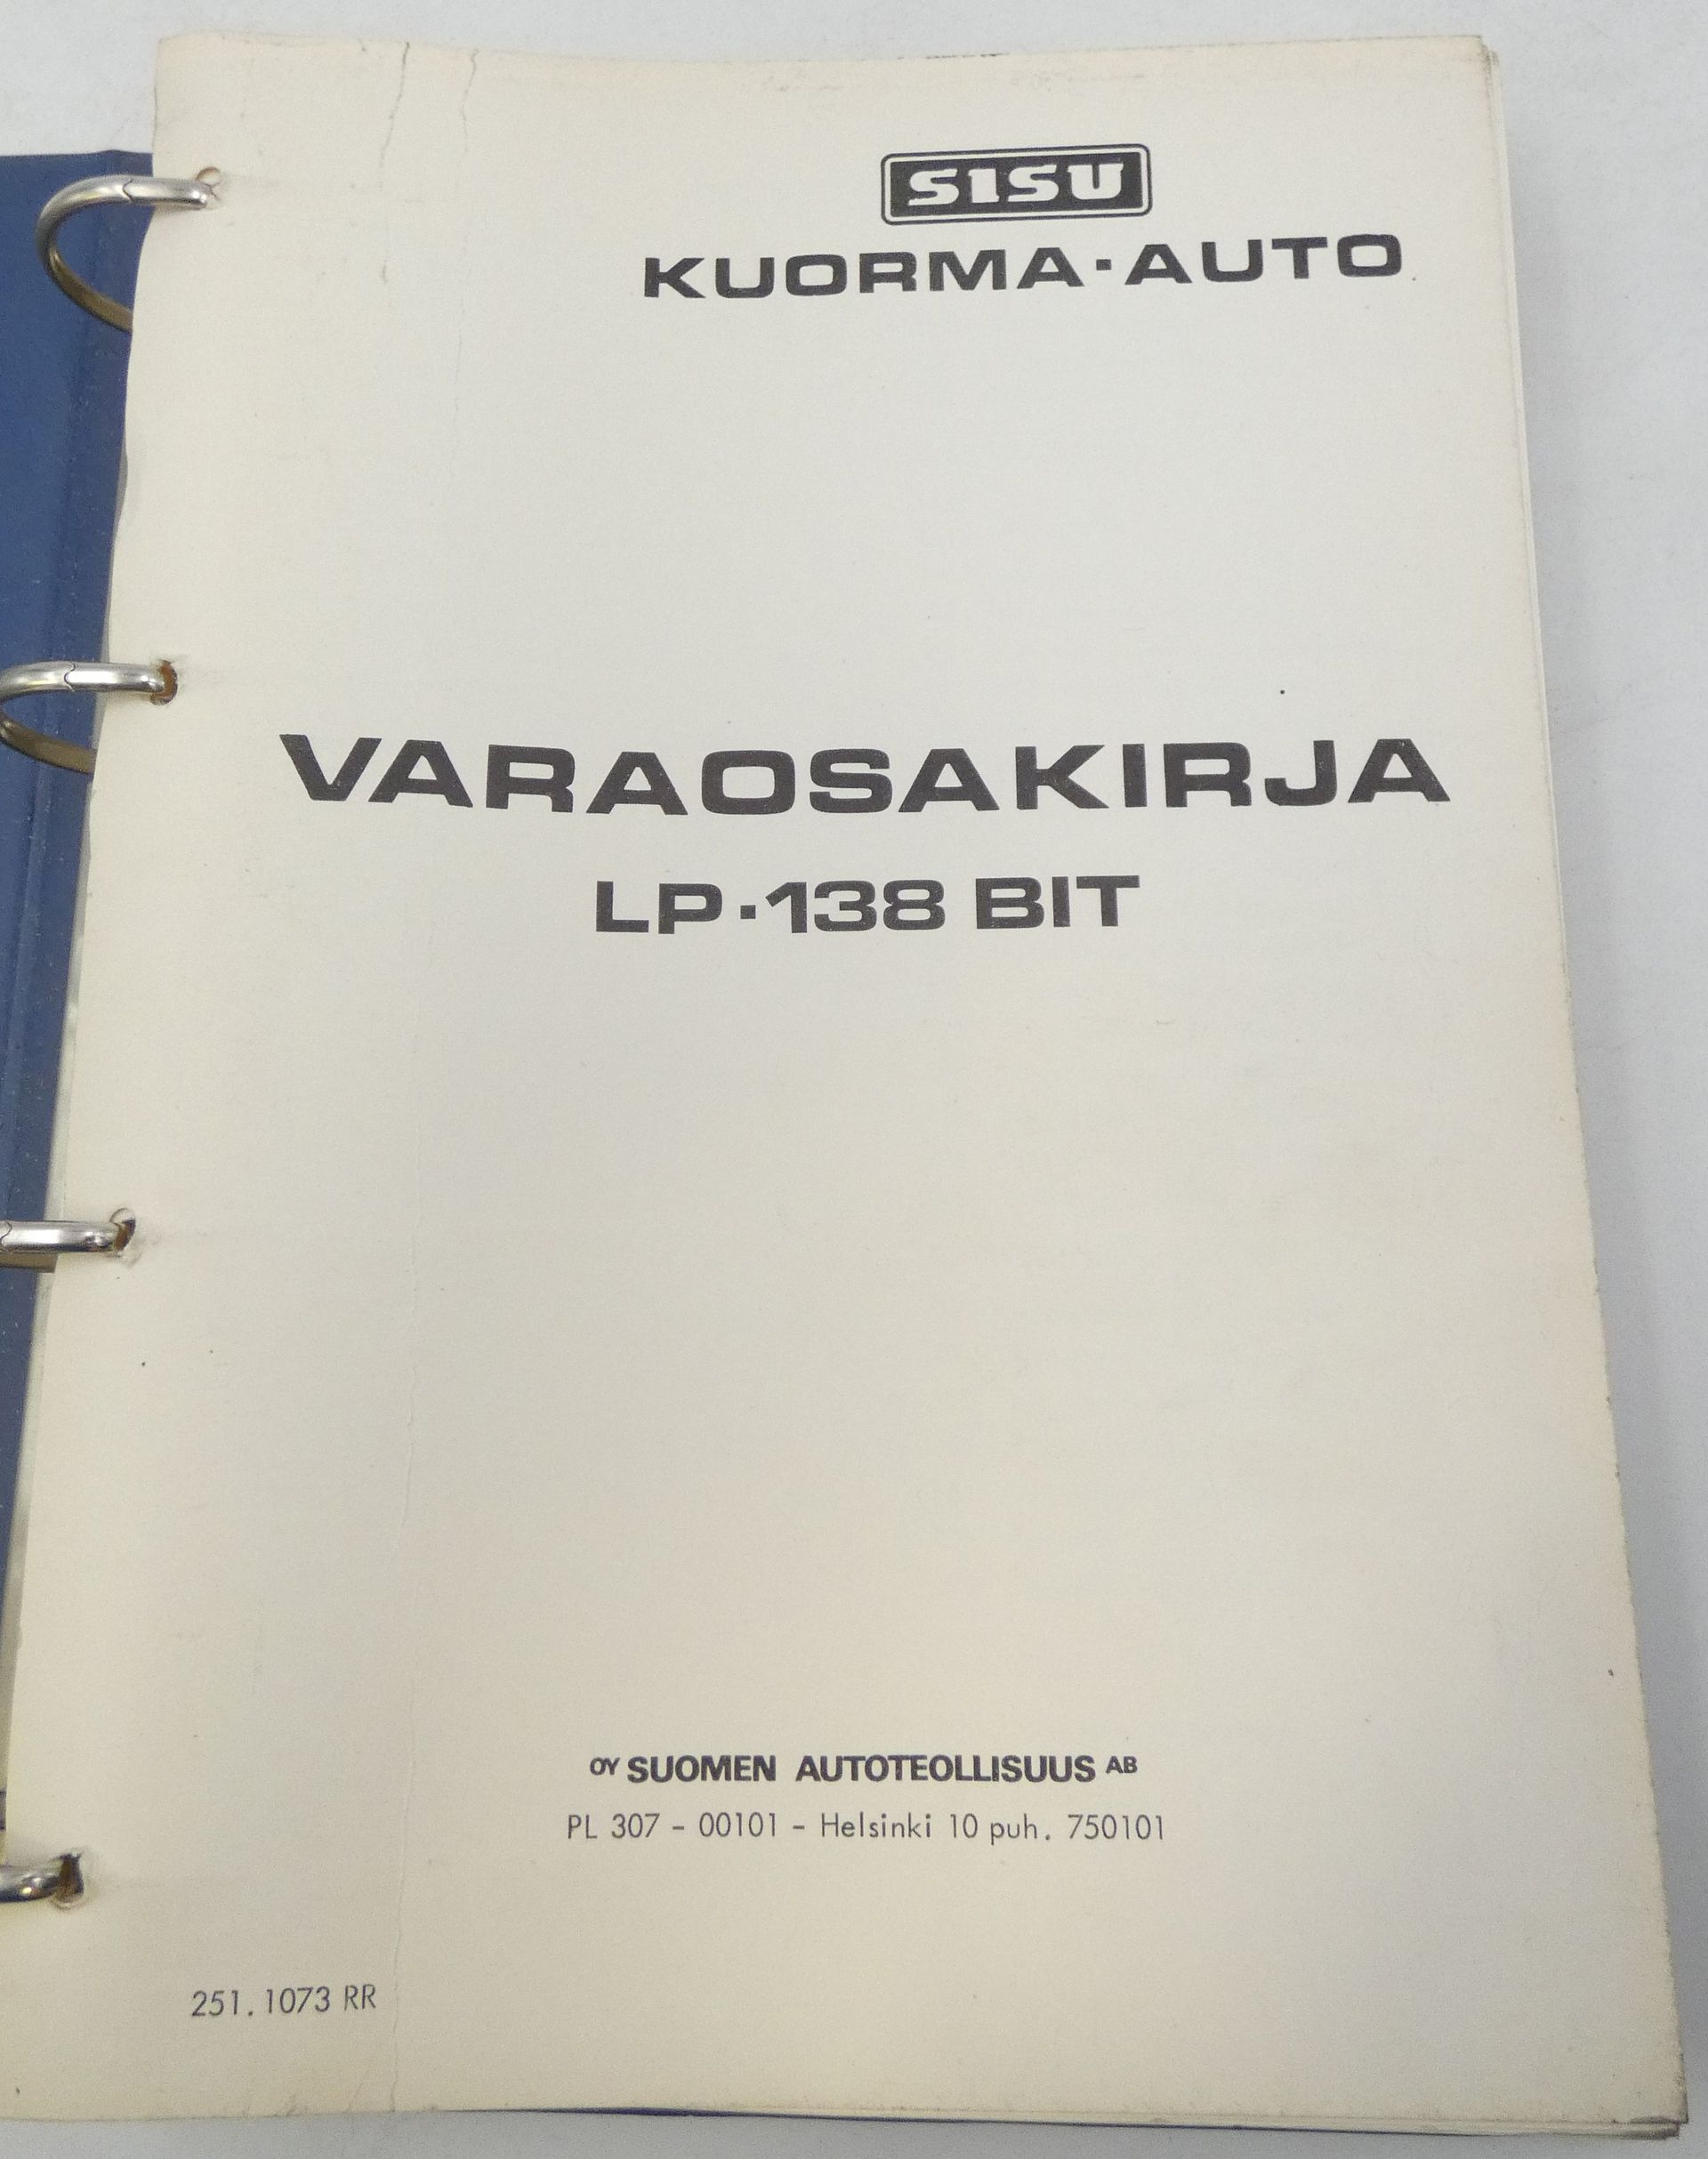 SISU
KUORMA-AUTO
VARAOSAKIRJA
LP-138 BIT
OY SUOMEN AUTOTEOLLISUUS AB
PL 307 - 00101 - Helsinki 10 puh. 750101
251.1073 RR